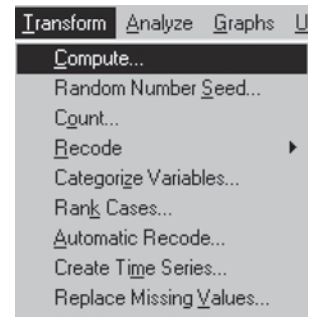 Transform Analyze Graphs U
Compute...
Random Number Seed...
Count...
Recode
Categorize Variables...
Rank Cases...
Automatic Recode...
Create Time Series...
Replace Missing Values...